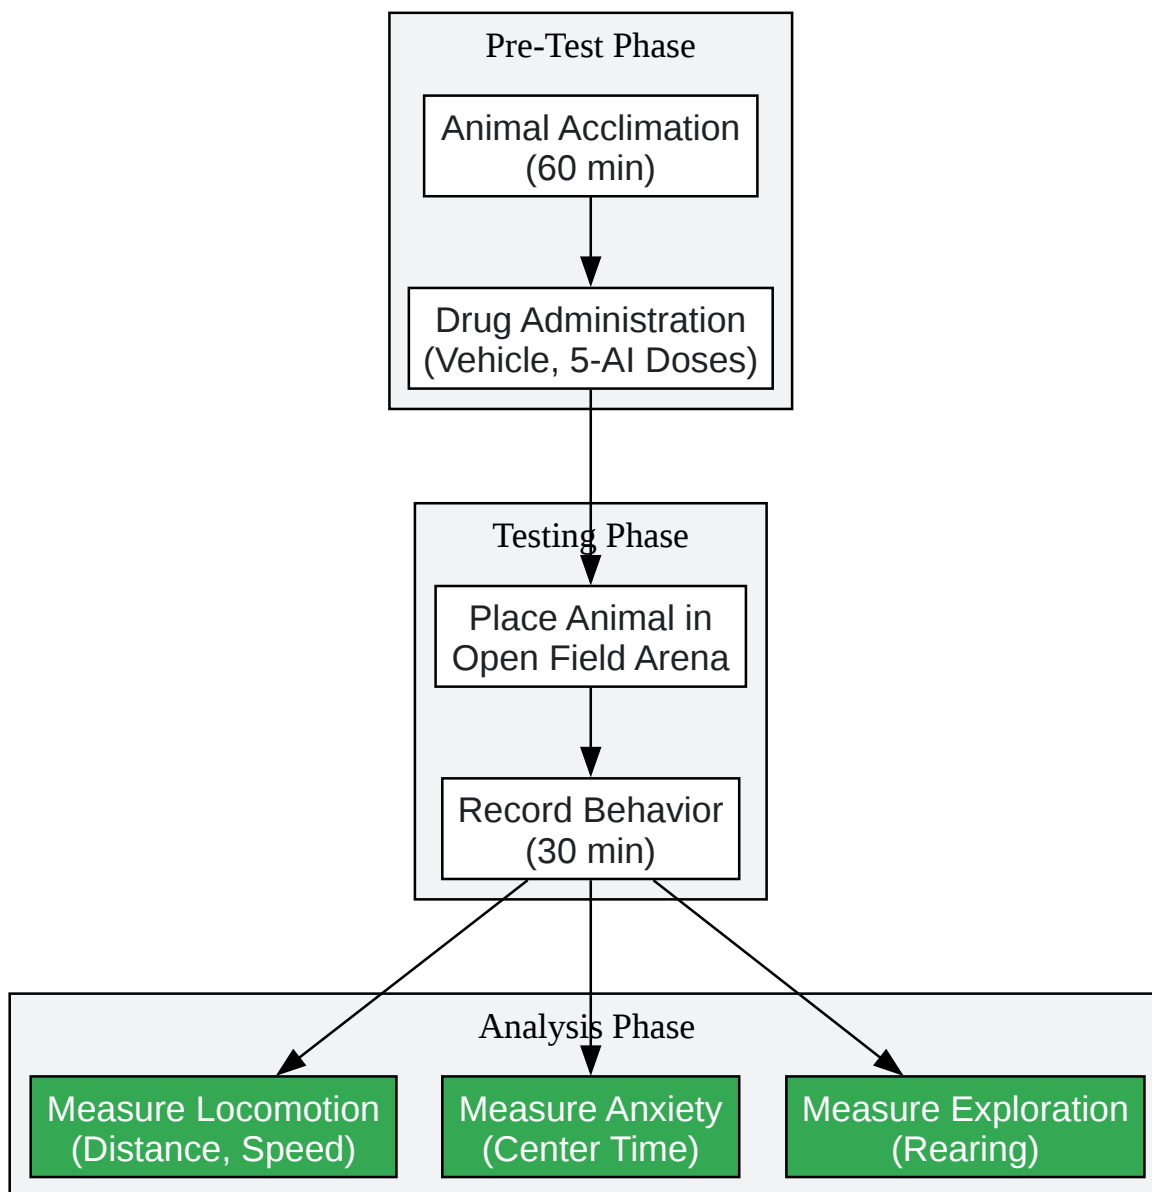 Pre-Test Phase
Animal Acclimation
(60 min)
Drug Administration
(Vehicle, 5-AI Doses)
Testing Phase
Place Animal in
Open Field Arena
Record Behavior
(30 min)
Analysis Phase
Measure Locomotion
(Distance, Speed)
Measure Anxiety
(Center Time)
Measure Exploration
(Rearing)